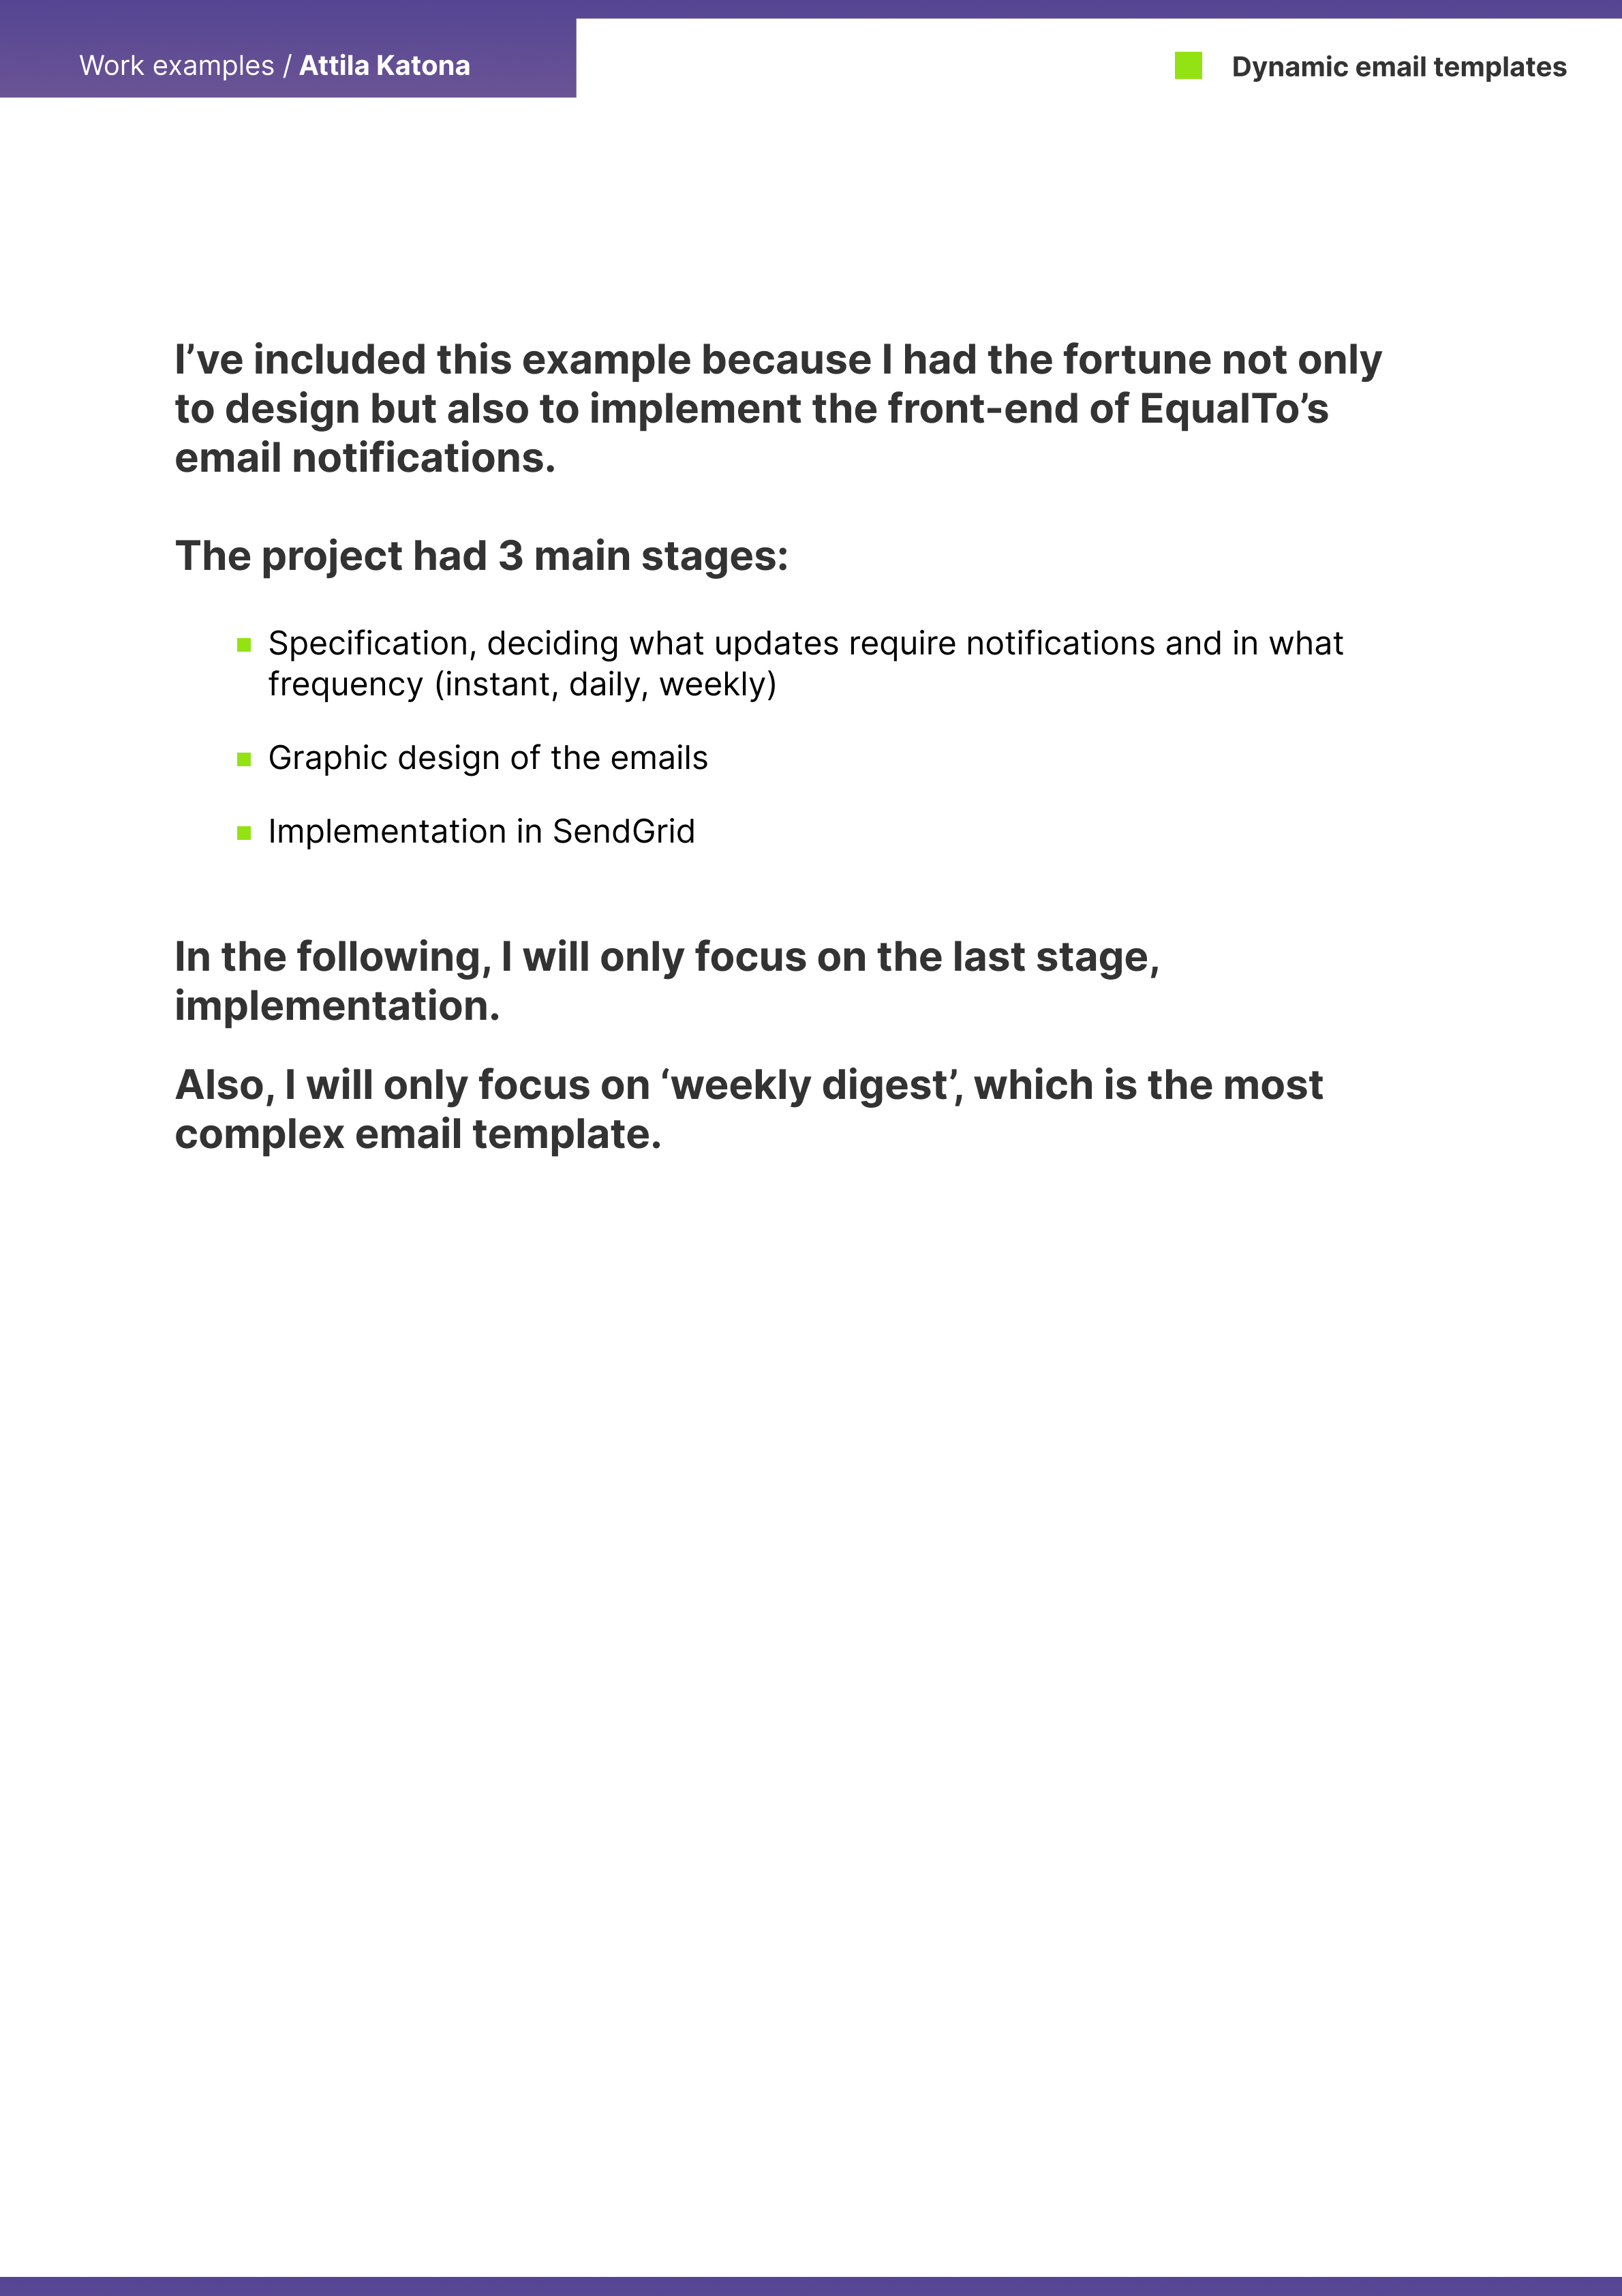 Work examples / Attila Katona
Dynamic email templates
I’ve included this example because I had the fortune not only
to design but also to implement the front-end of EqualTo’s
email notifications.
The project had 3 main stages:
Specification, deciding what updates require notifications and in what
frequency (instant, daily, weekly)
Graphic design of the emails
Implementation in SendGrid
In the following, I will only focus on the last stage,
implementation.
Also, I will only focus on ‘weekly digest’, which is the most
complex email template.